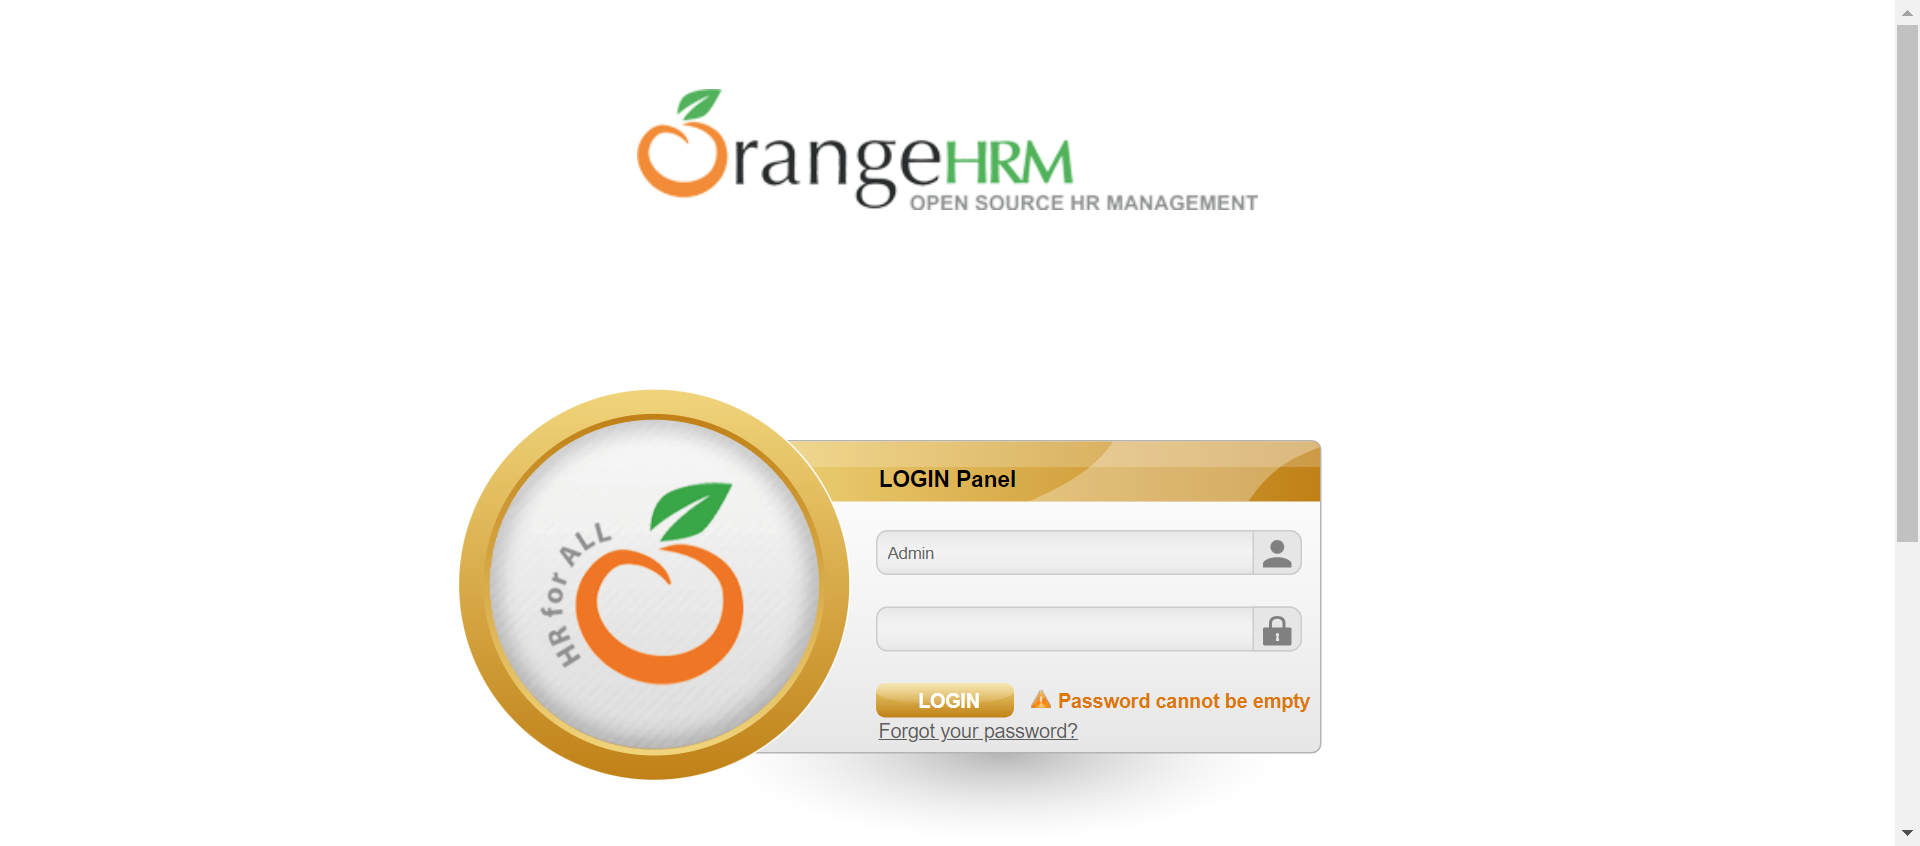 OrangeHRM
OPEN SOURCE HR MANAGEMENT
HR for ALL
LOGIN Panel
Admin
LOGIN
Password cannot be empty
Forgot your password?